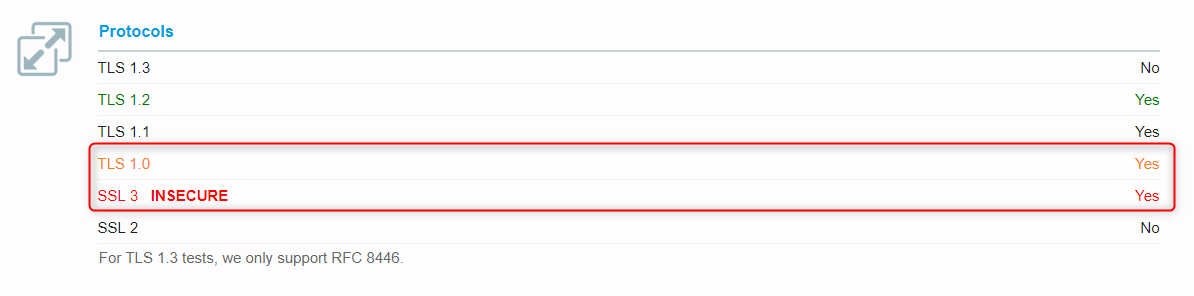 Protocols
TLS 1.3 No
TLS 1.2 Yes
TLS 1.1 Yes
TLS 1.0 Yes
SSL 3 INSECURE Yes
SSL 2 No
For TLS 1.3 tests, we only support RFC 8446.